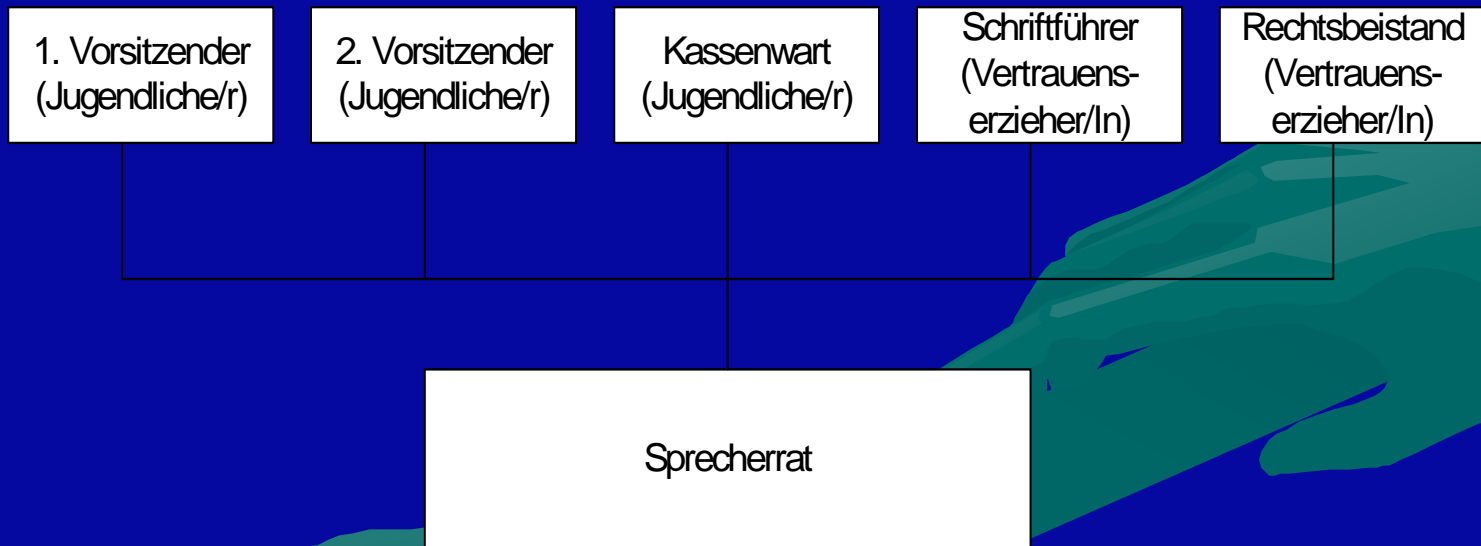 1. Vorsitzender
(Jugendliche/r)
2. Vorsitzender
(Jugendliche/r)
Kassenwart
(Jugendliche/r)
Schriftführer
(Vertrauens-
erzieher/In)
Rechtsbeistand
(Vertrauens-
erzieher/In)
Sprecherrat